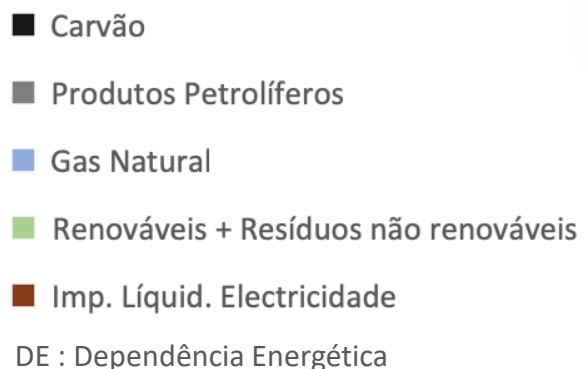 Carvão
Produtos Petrolíferos
Gas Natural
Renováveis + Resíduos não renováveis
Imp. Líquid. Electricidade
DE : Dependência Energética